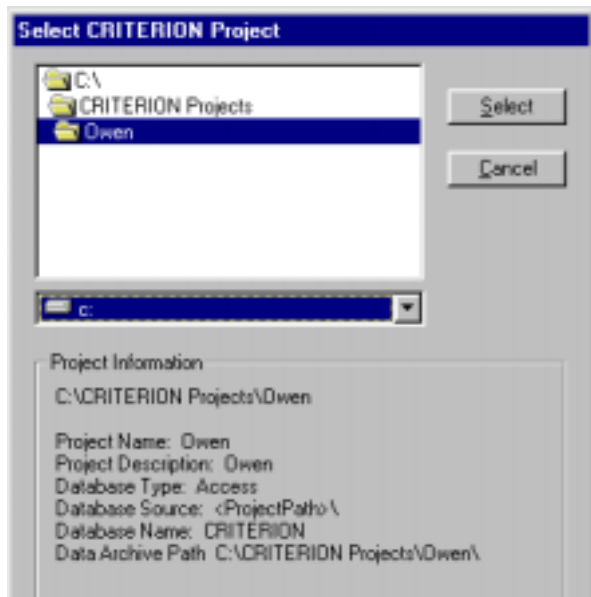 Select CRITERION Project
C:\
CRITERION Projects
Owen
Select
Cancel
c:
Project Information
C:\CRITERION Projects\Owen
Project Name: Owen
Project Description: Owen
Database Type: Access
Database Source: <ProjectPath>\
Database Name: CRITERION
Data Archive Path C:\CRITERION Projects\Owen\